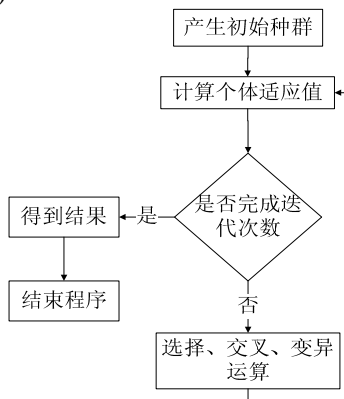 产生初始种群
计算个体适应值
是否完成迭
代次数
是
得到结果
结束程序
否
选择、交叉、变异
运算